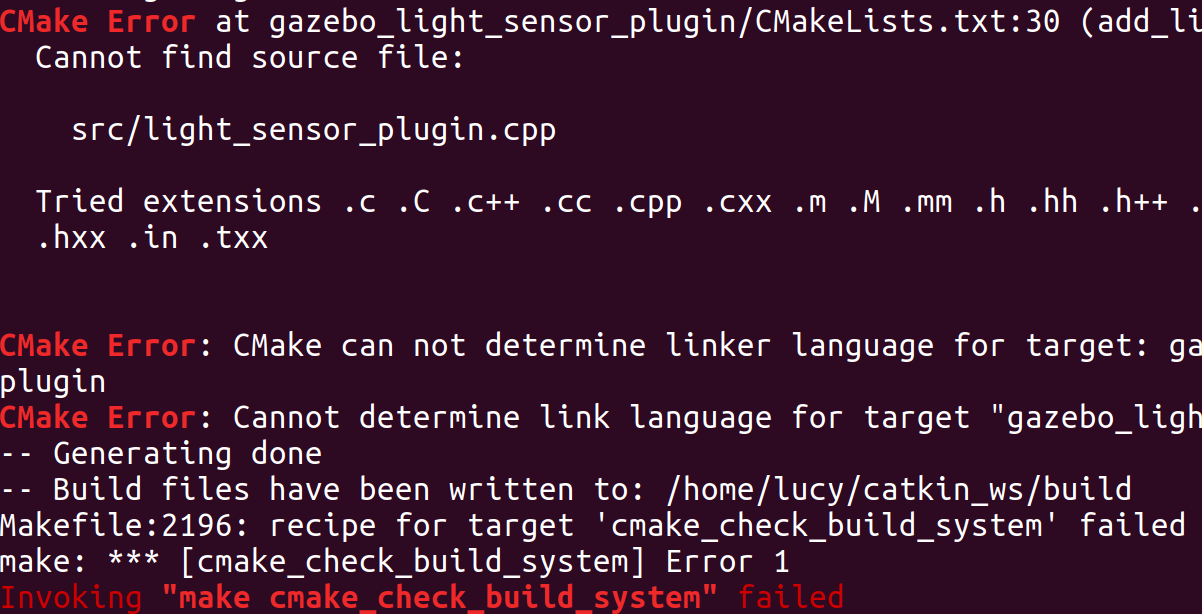 CMake Error at gazebo_light_sensor_plugin/CMakeLists.txt:30 (add_li
Cannot find source file:
src/light_sensor_plugin.cpp
Tried extensions .c .C .c++ .cc .cpp .cxx .m .M .mm .h .hh .h++ .
.hxx .in .txx
CMake Error: CMake can not determine linker language for target: ga
plugin
CMake Error: Cannot determine link language for target "gazebo_ligh
-- Generating done
-- Build files have been written to: /home/lucy/catkin_ws/build
Makefile:2196: recipe for target 'cmake_check_build_system' failed
make: *** [cmake_check_build_system] Error 1
Invoking "make cmake_check_build_system" failed